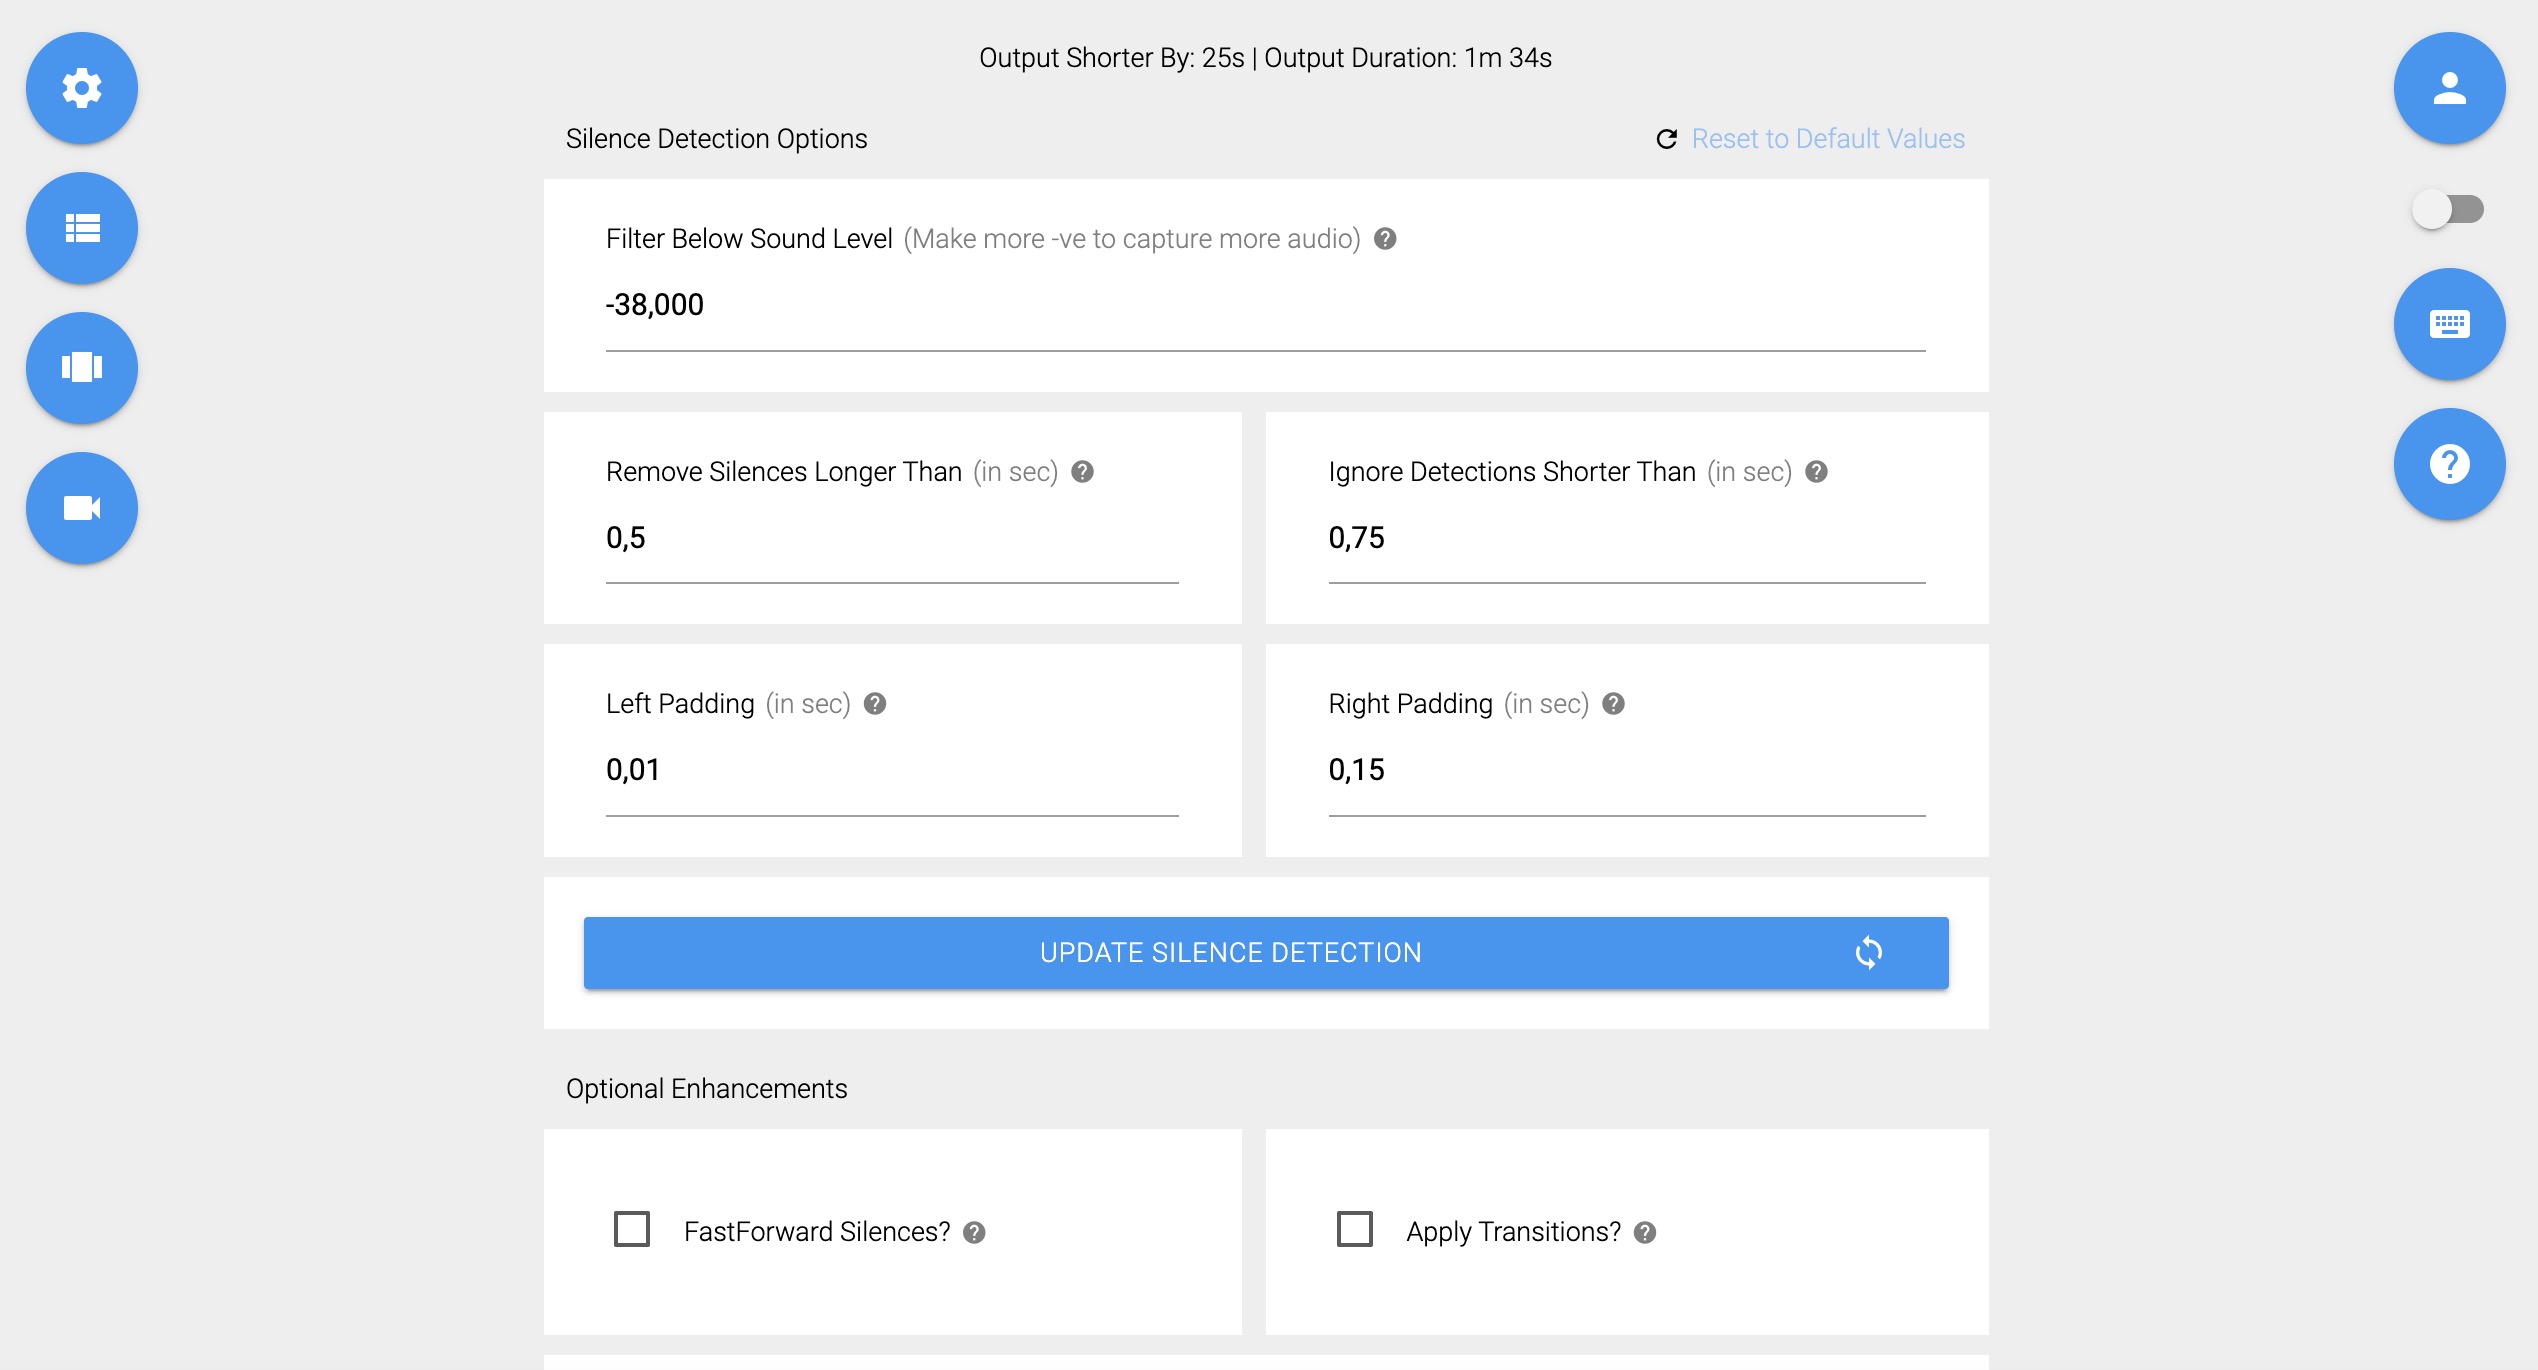 Output Shorter By: 25s | Output Duration: 1m 34s
Silence Detection Options
Reset to Default Values
Filter Below Sound Level (Make more -ve to capture more audio)
-38,000
Remove Silences Longer Than (in sec)
0,5
Ignore Detections Shorter Than (in sec)
0,75
Left Padding (in sec)
0,01
Right Padding (in sec)
0,15
UPDATE SILENCE DETECTION
Optional Enhancements
FastForward Silences?
Apply Transitions?